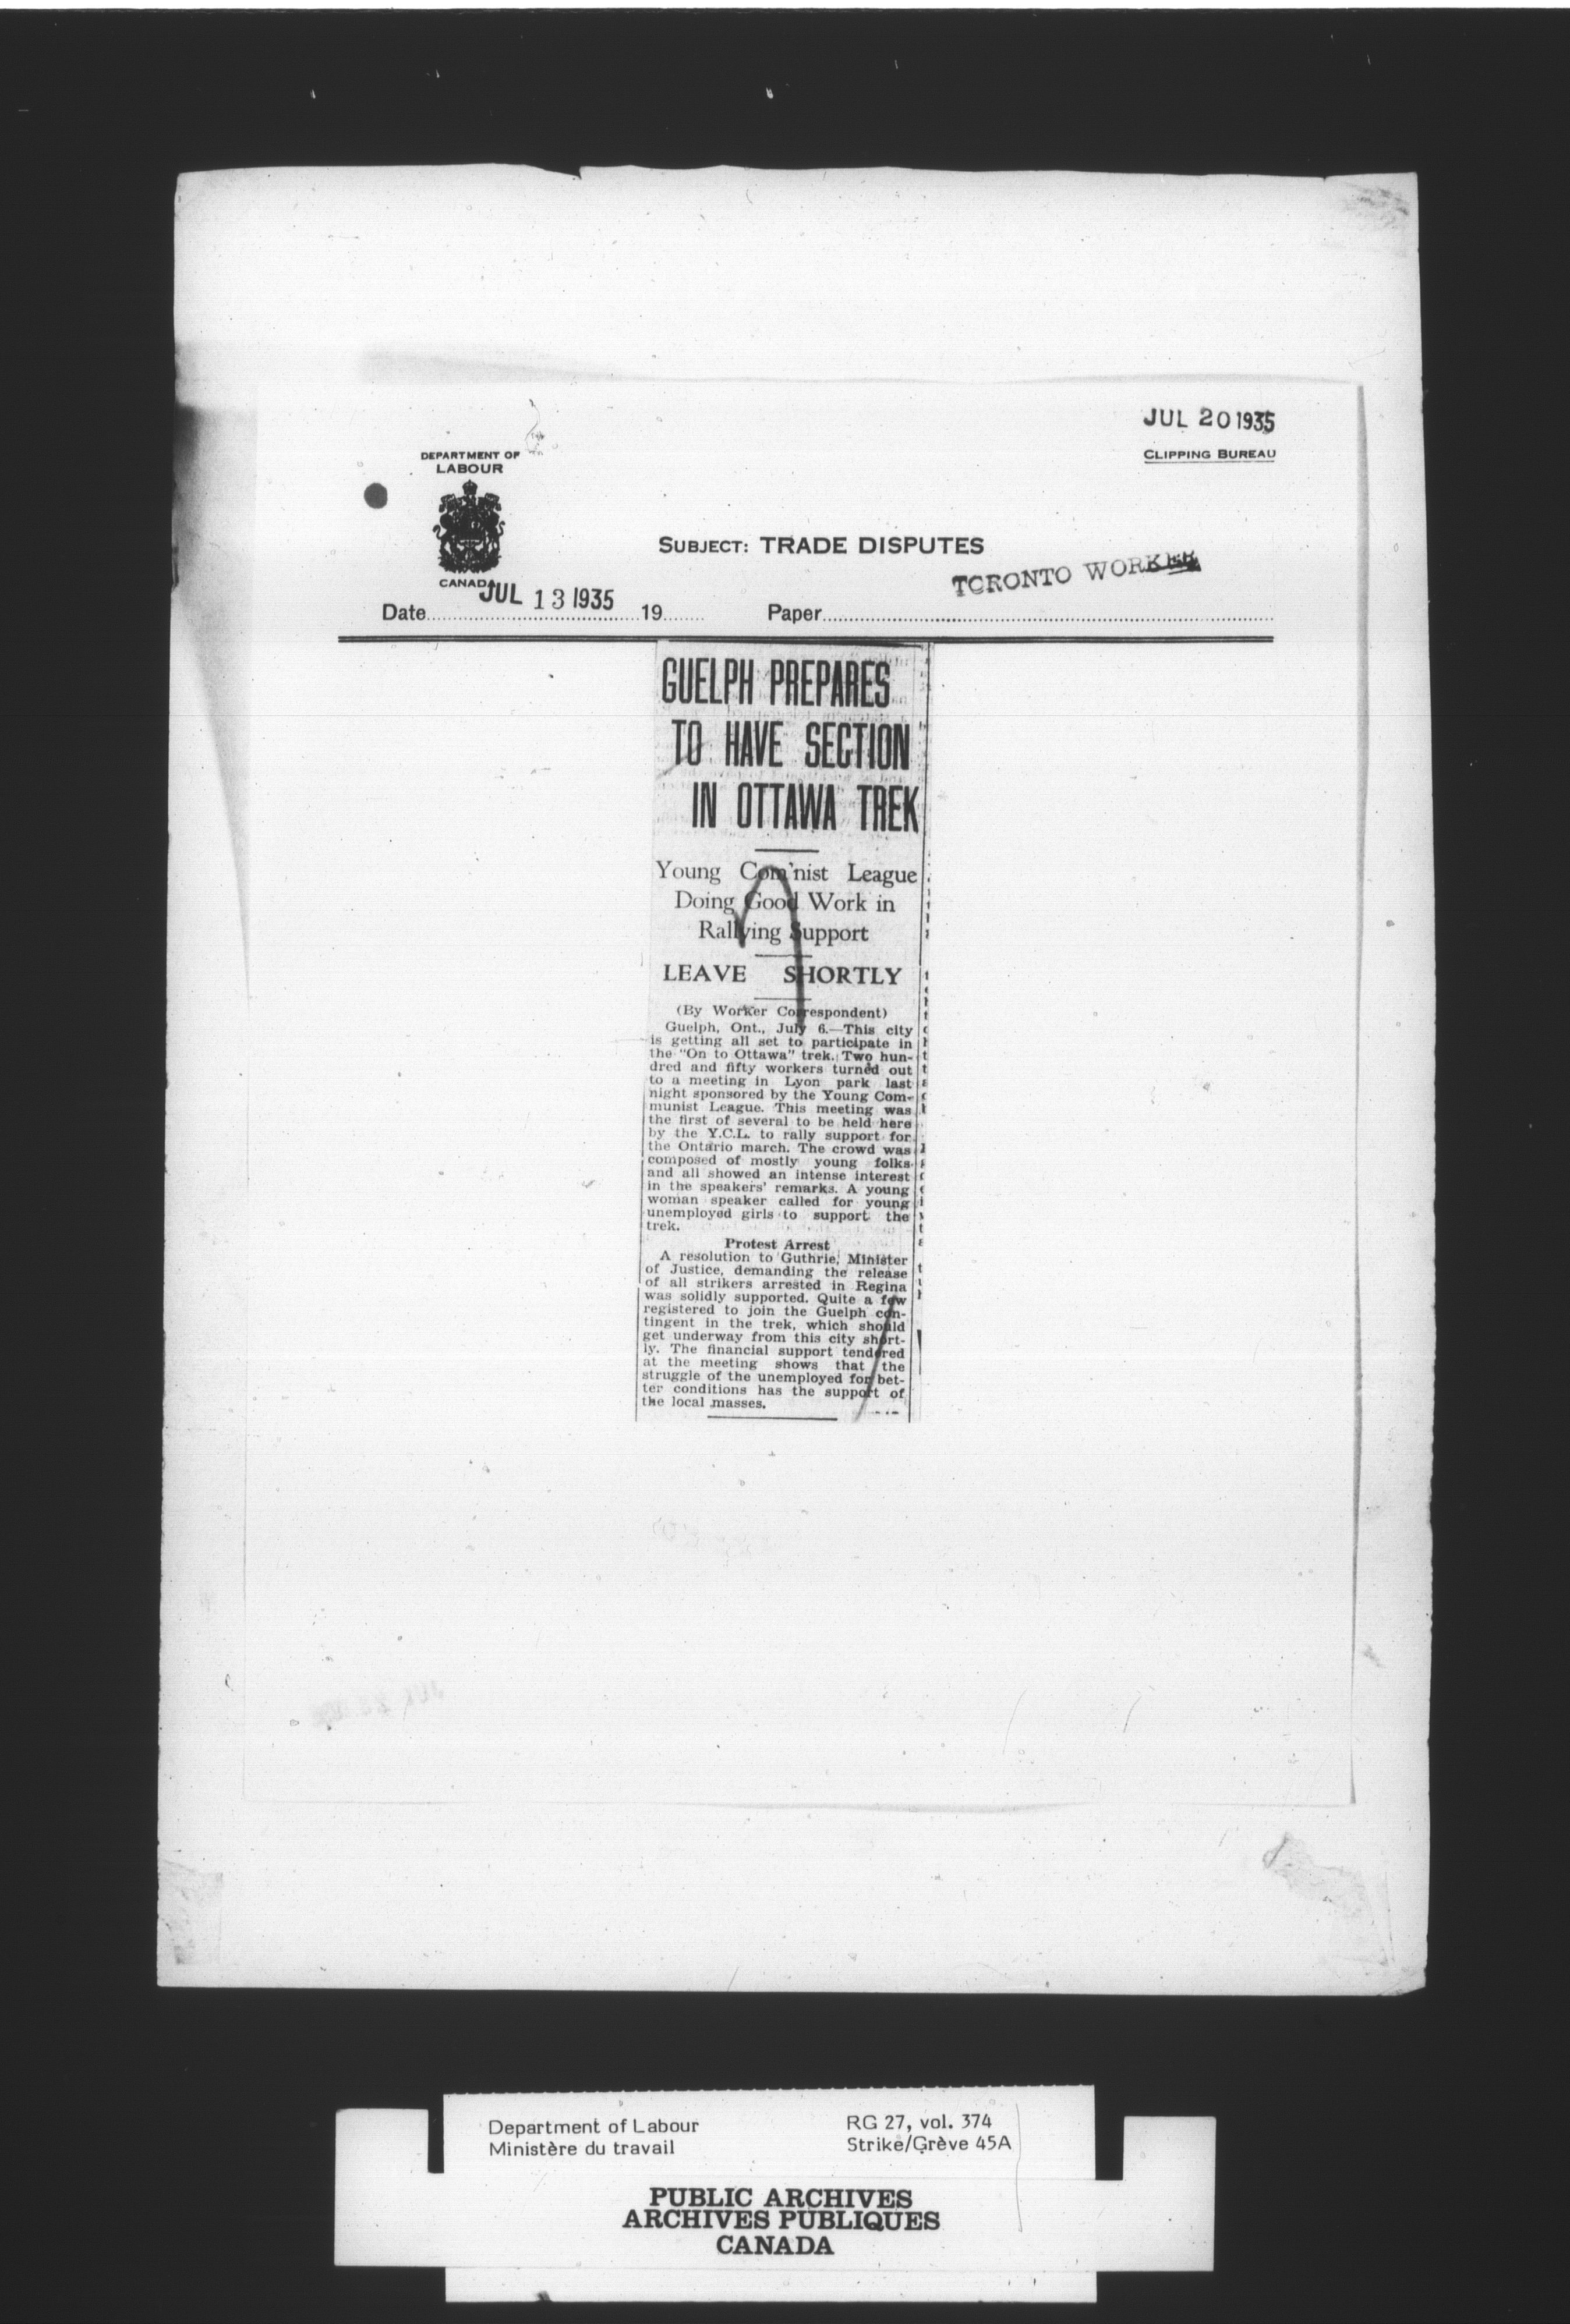 JUL 20 1935
CLIPPING BUREAU
DEPARTMENT OF
LABOUR
CANADA
SUBJECT: TRADE DISPUTES
TORONTO WORKER
JUL 13 1935
Date 19 Paper
GUELPH PREPARES
TO HAVE SECTION
IN OTTAWA TREK
Young Com'nist League
Doing Good Work in
Rallying Support
LEAVE SHORTLY
(By Worker Correspondent)
Guelph, Ont., July 6.—This city
is getting all set to participate in
the "On to Ottawa" trek. Two hun-
dred and fifty workers turned out
to a meeting in Lyon park last
night sponsored by the Young Com-
munist League. This meeting was
the first of several to be held here
by the Y.C.L. to rally support for
the Ontario march. The crowd was
composed of mostly young folks
and all showed an intense interest
in the speakers' remarks. A young
woman speaker called for young
unemployed girls to support the
trek.
Protest Arrest
A resolution to Guthrie, Minister
of Justice, demanding the release
of all strikers arrested in Regina
was solidly supported. Quite a few
registered to join the Guelph con-
tingent in the trek, which should
get underway from this city short-
ly. The financial support tendered
at the meeting shows that the
struggle of the unemployed for bet-
ter conditions has the support of
the local masses.
Department of Labour
Ministère du travail
RG 27, vol. 374
Strike/Grève 45A
PUBLIC ARCHIVES
ARCHIVES PUBLIQUES
CANADA